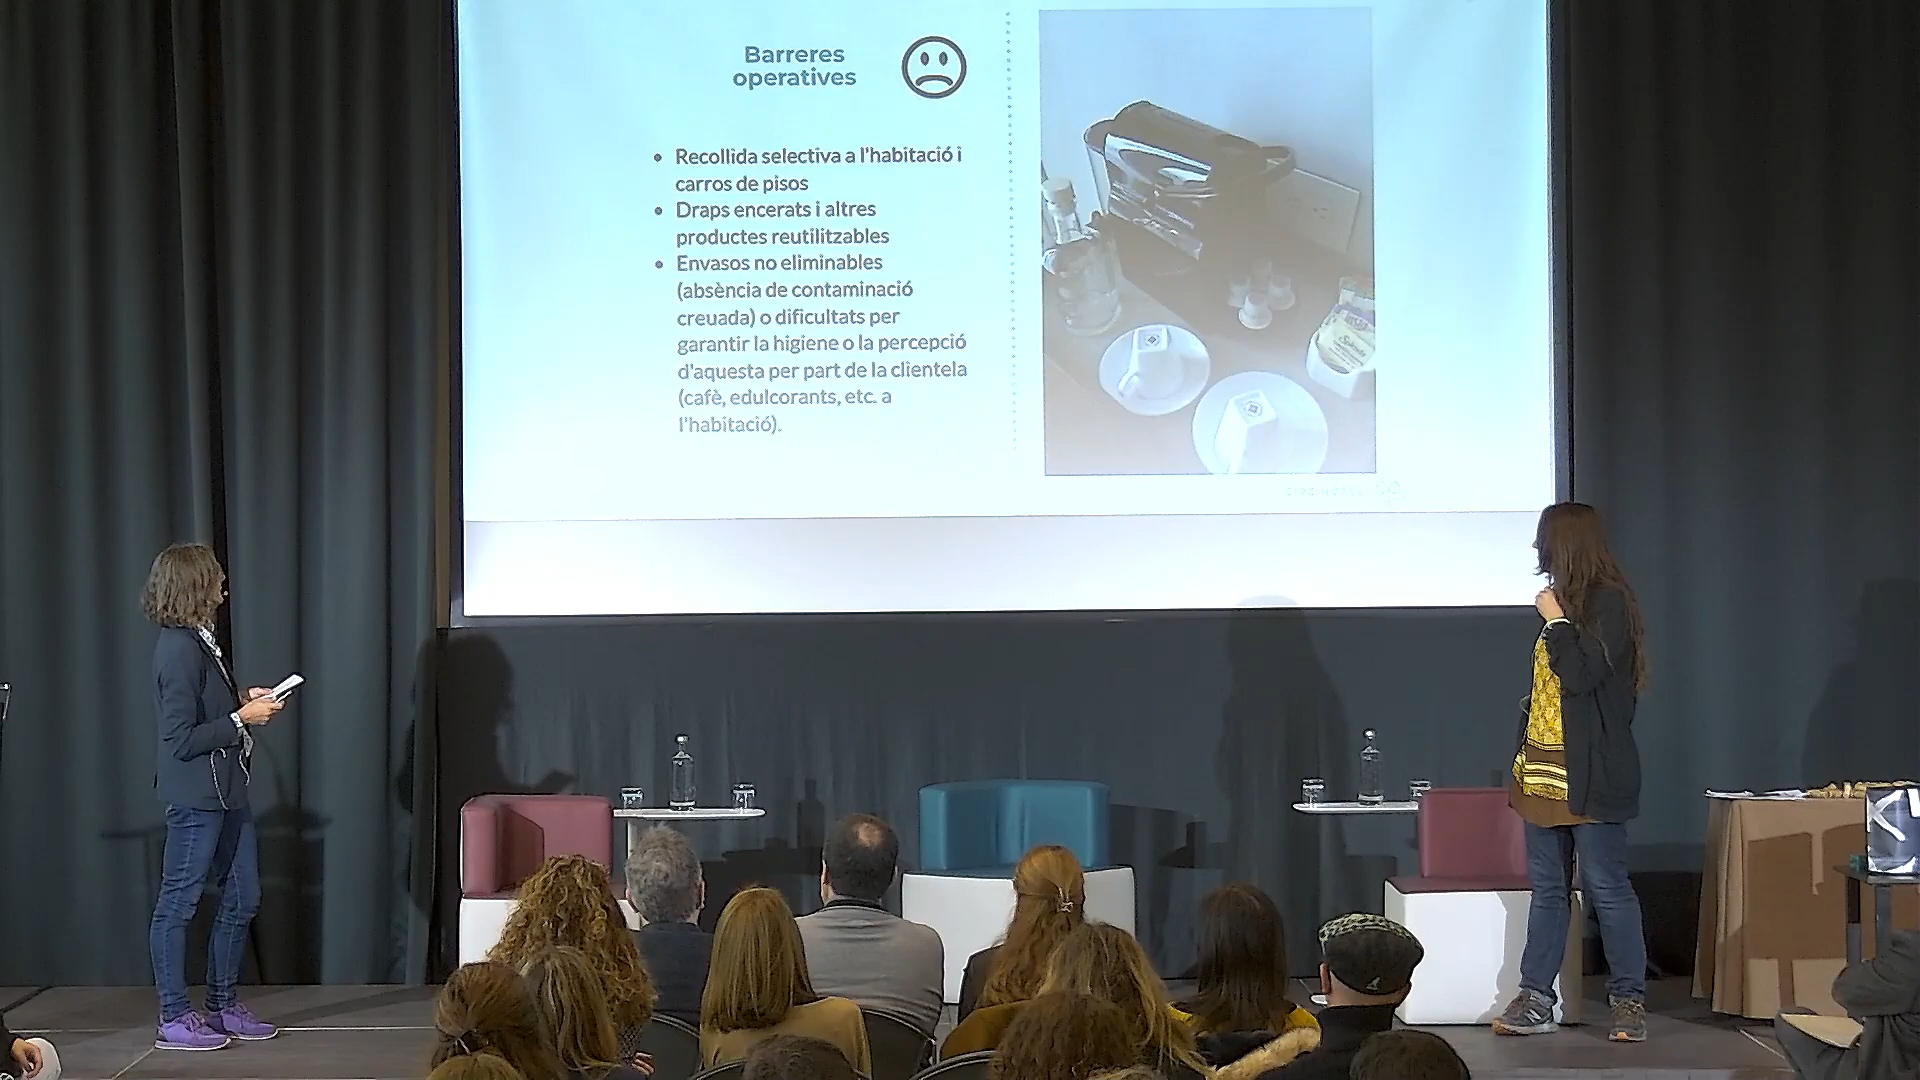 Barreres
operatives
Recollida selectiva a l'habitació i
carros de pisos
Draps encerats i altres
productes reutilitzables
Envasos no eliminables
(absència de contaminació
creuada) o dificultats per
garantir la higiene o la percepció
d'aquesta per part de la clientela
(cafè, edulcorants, etc. a
l'habitació).